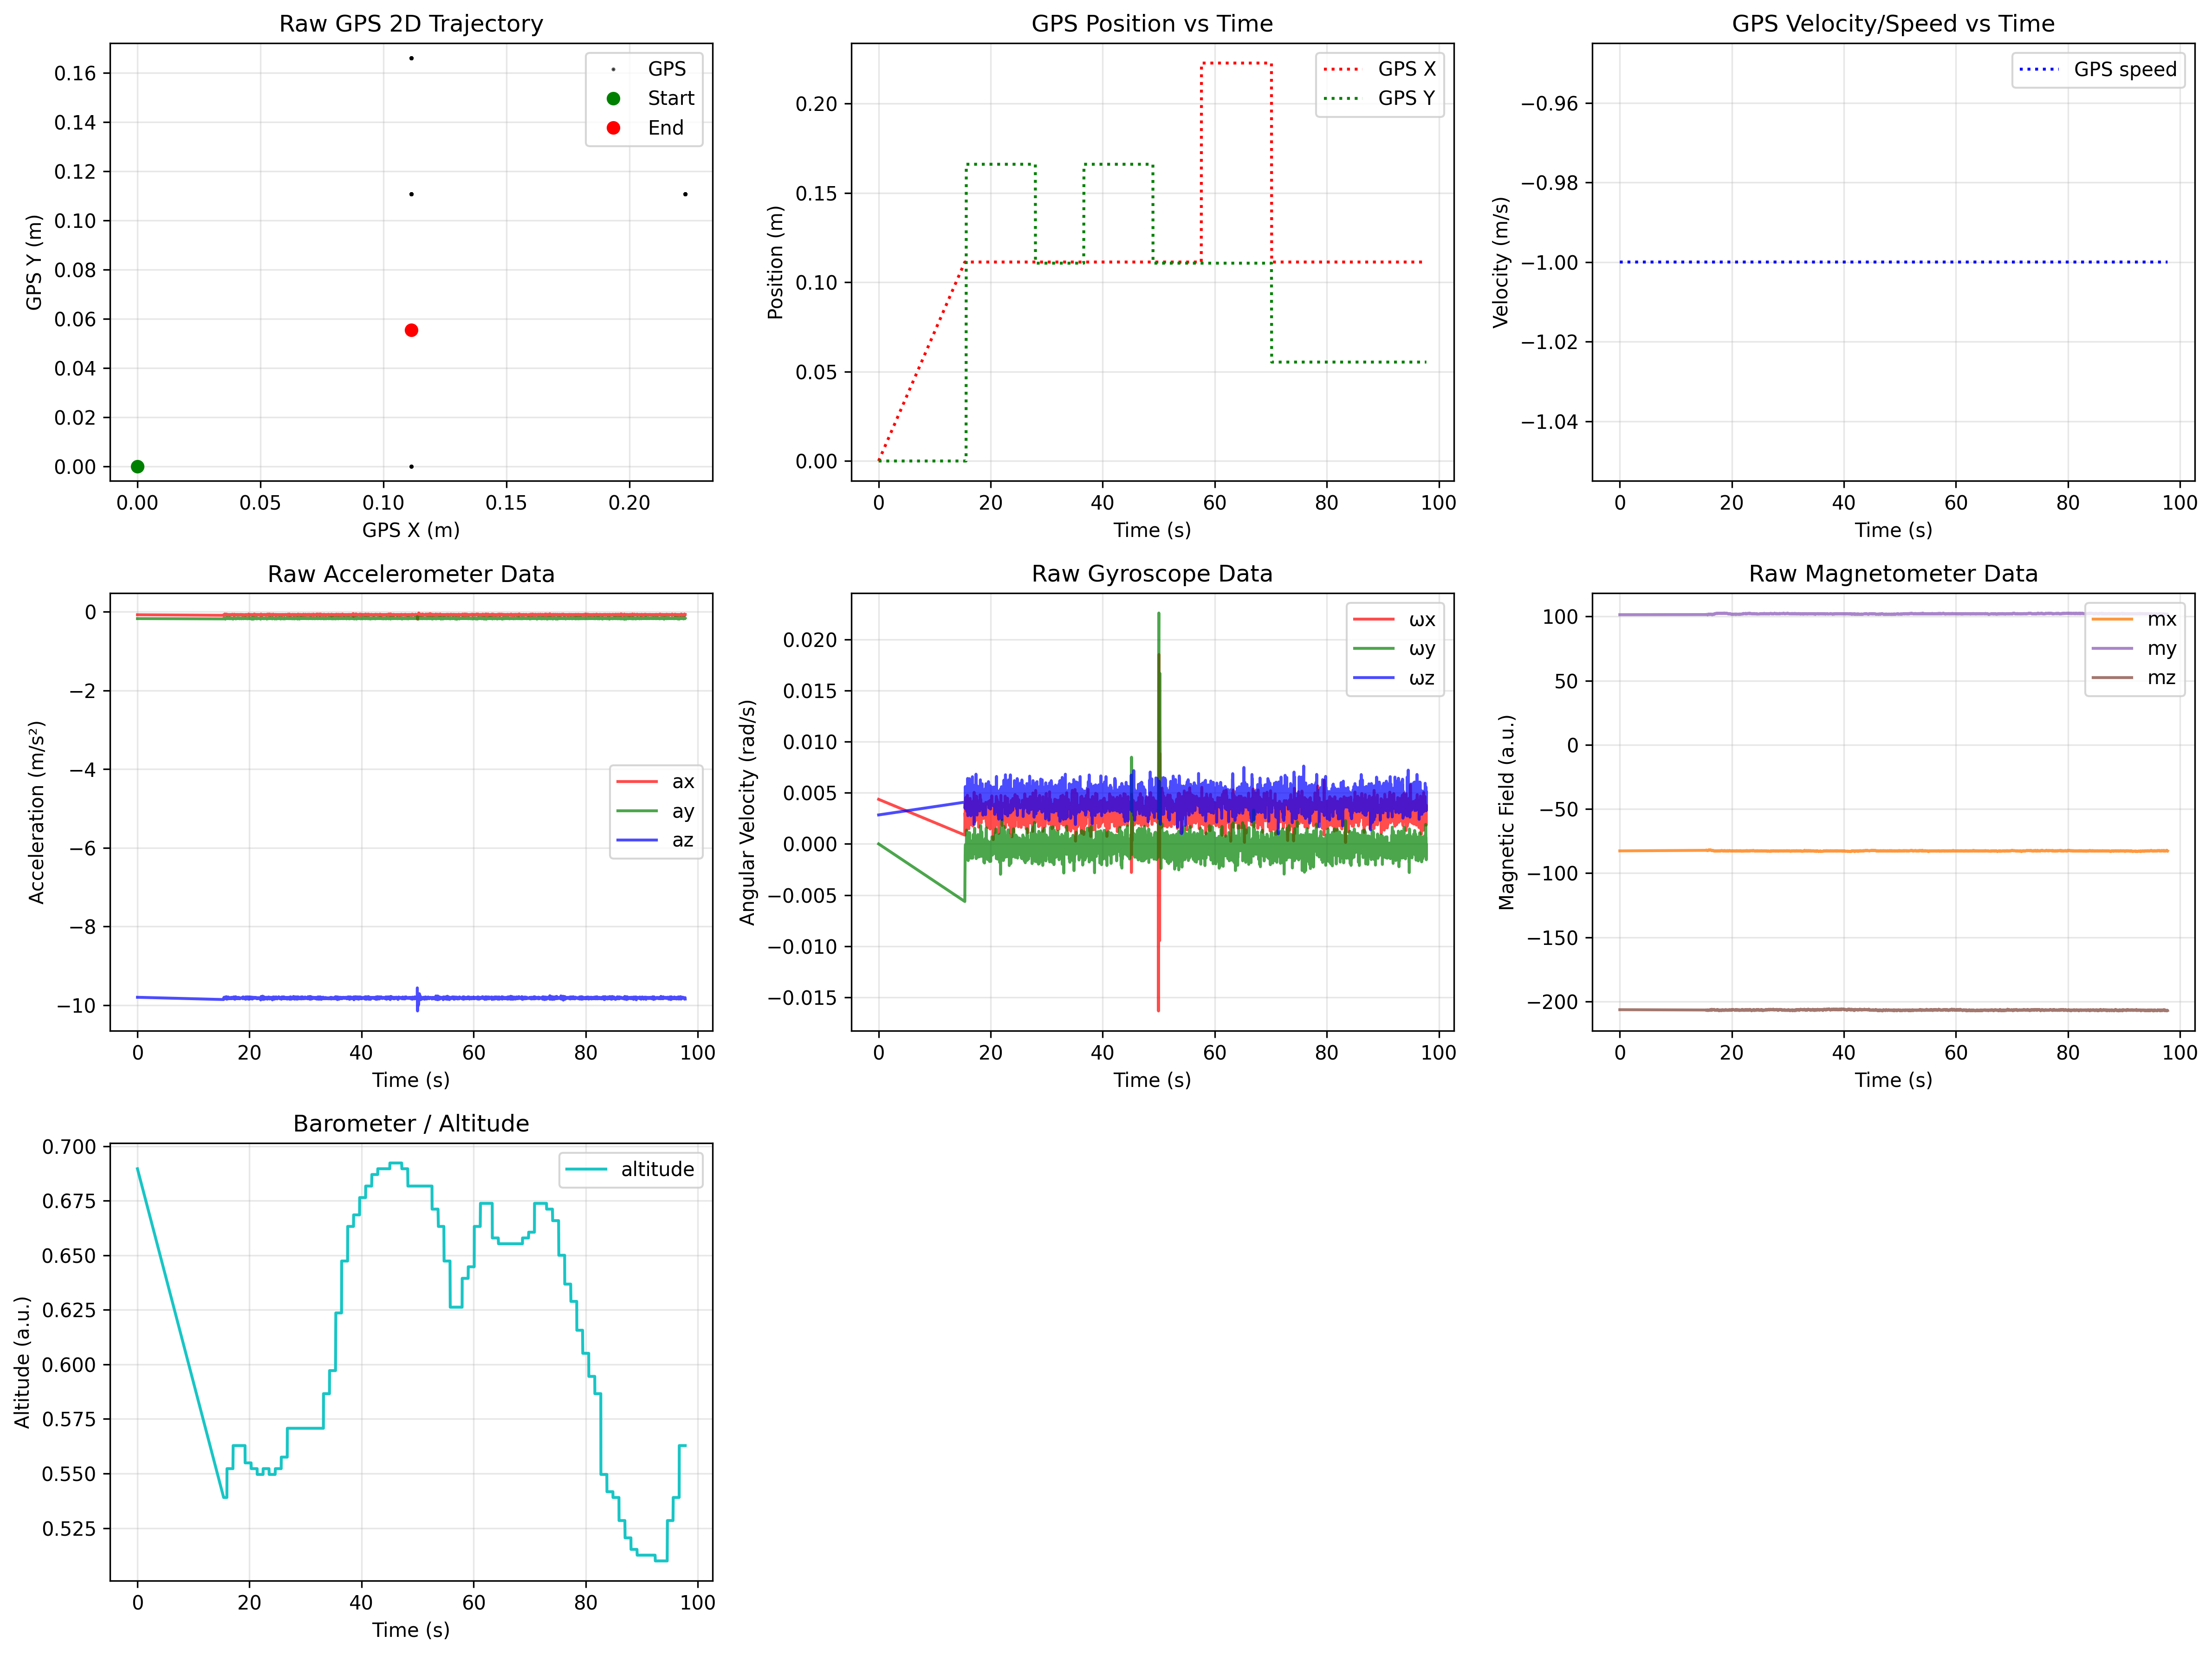 Raw GPS 2D Trajectory
GPS Y (m)
0.16
0.14
0.12
0.10
0.08
0.06
0.04
0.02
0.00
0.00 0.05 0.10 0.15 0.20
GPS X (m)
GPS
Start
End
GPS Position vs Time
Position (m)
0.20
0.15
0.10
0.05
0.00
0 20 40 60 80 100
Time (s)
GPS X
GPS Y
GPS Velocity/Speed vs Time
Velocity (m/s)
−0.96
−0.98
−1.00
−1.02
−1.04
0 20 40 60 80 100
Time (s)
GPS speed
Raw Accelerometer Data
Acceleration (m/s²)
0
−2
−4
−6
−8
−10
0 20 40 60 80 100
Time (s)
ax
ay
az
Raw Gyroscope Data
Angular Velocity (rad/s)
0.020
0.015
0.010
0.005
0.000
−0.005
−0.010
−0.015
0 20 40 60 80 100
Time (s)
ωx
ωy
ωz
Raw Magnetometer Data
Magnetic Field (a.u.)
100
50
0
−50
−100
−150
−200
0 20 40 60 80 100
Time (s)
mx
my
mz
Barometer / Altitude
Altitude (a.u.)
0.700
0.675
0.650
0.625
0.600
0.575
0.550
0.525
0 20 40 60 80 100
Time (s)
altitude